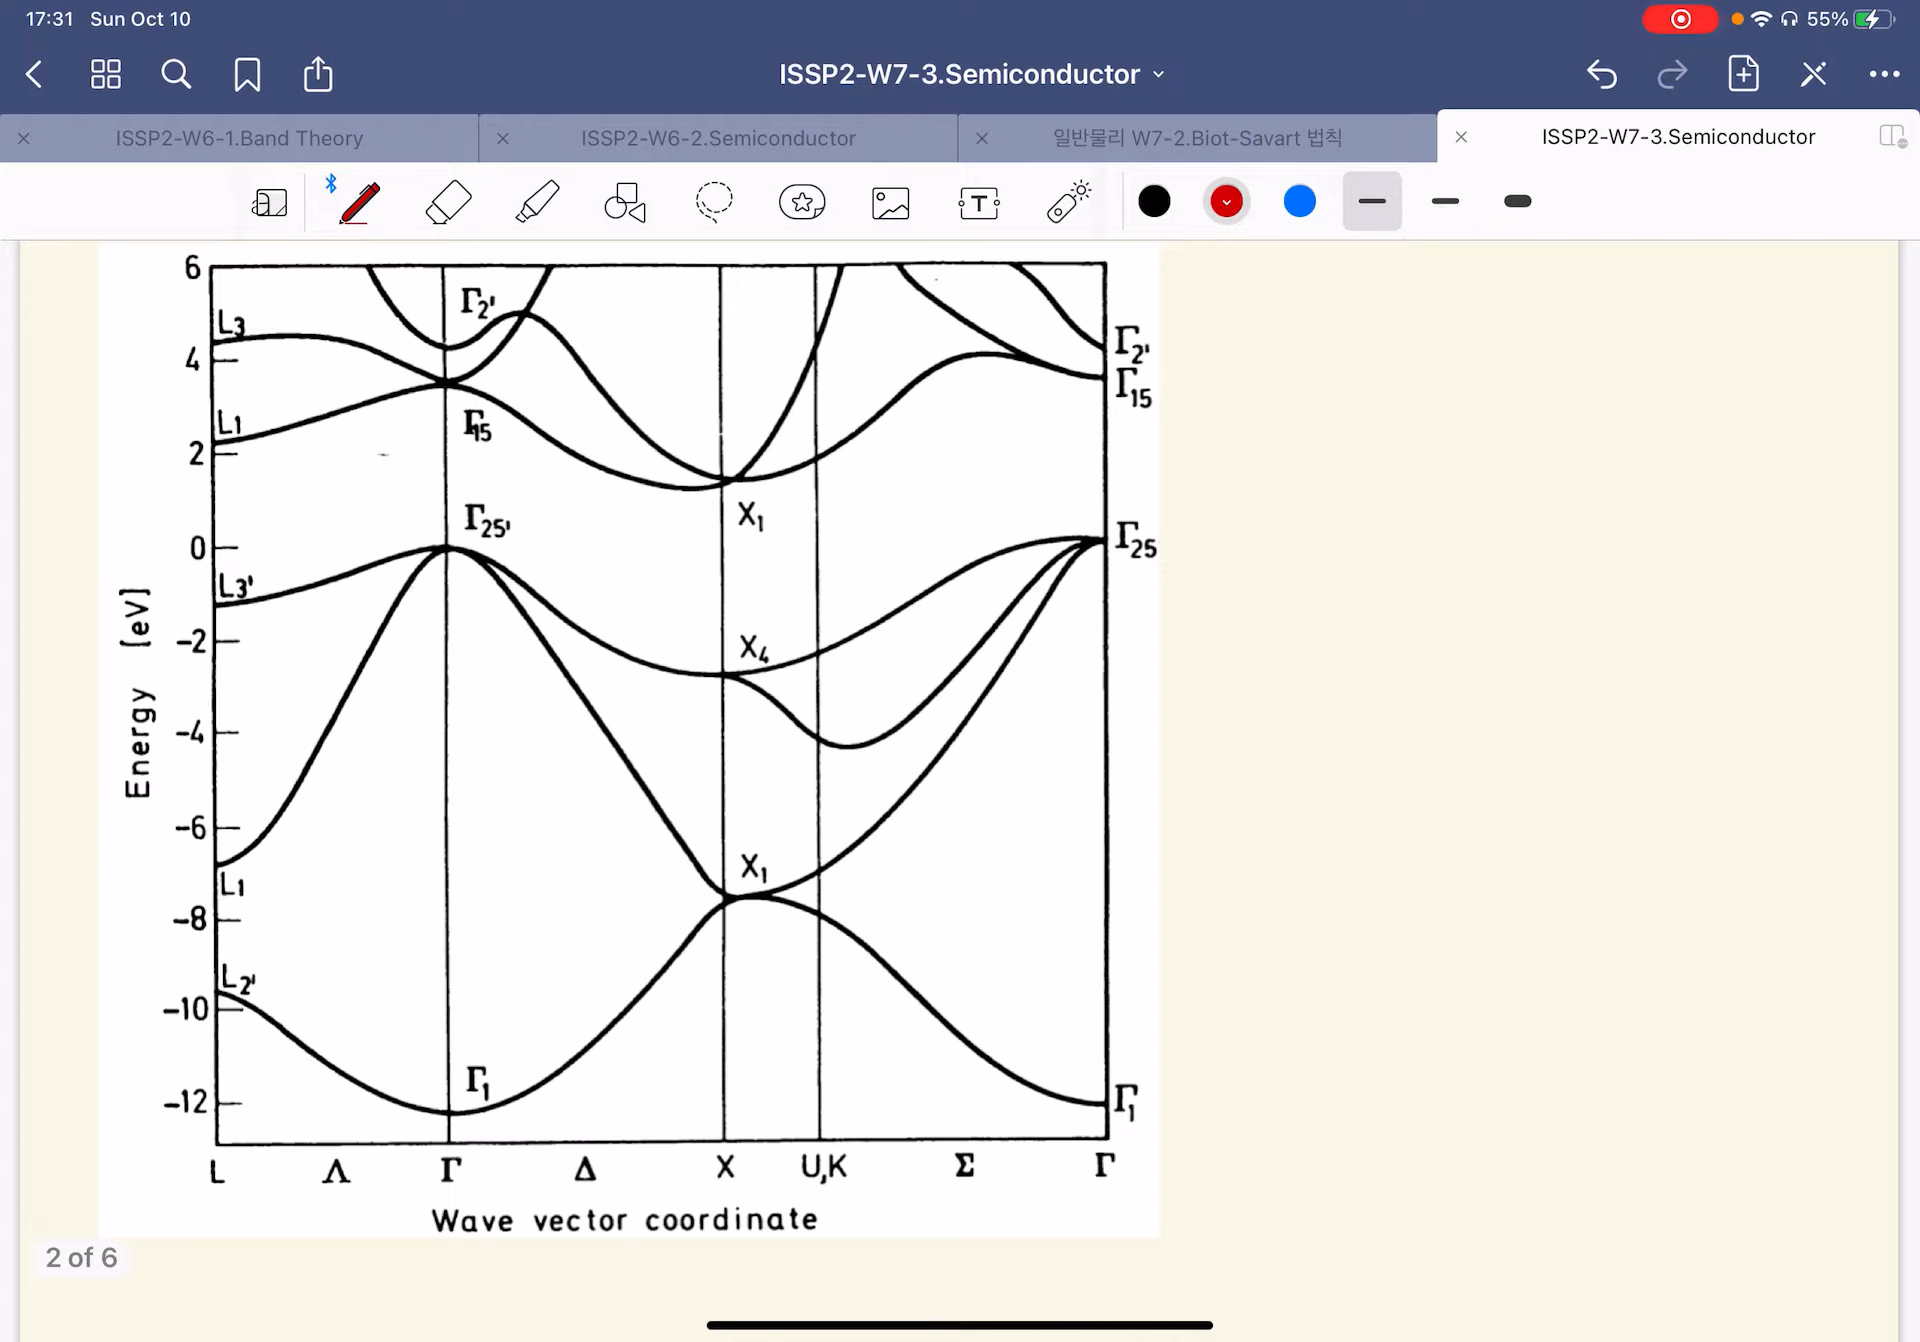 17:31 Sun Oct 10
55%
ISSP2-W7-3.Semiconductor
ISSP2-W6-1.Band Theory
ISSP2-W6-2.Semiconductor
일반물리 W7-2.Biot-Savart 법칙
ISSP2-W7-3.Semiconductor
T
6
4
2
0
-2
-4
-6
-8
-10
-12
Energy [eV]
L3
L1
L3'
L1
L2'
Γ2'
Γ15
Γ25'
Γ1
X1
X4
X1
Γ2'
Γ15
Γ25
Γ1
L Λ Γ Δ X U,K Σ Γ
Wave vector coordinate
2 of 6